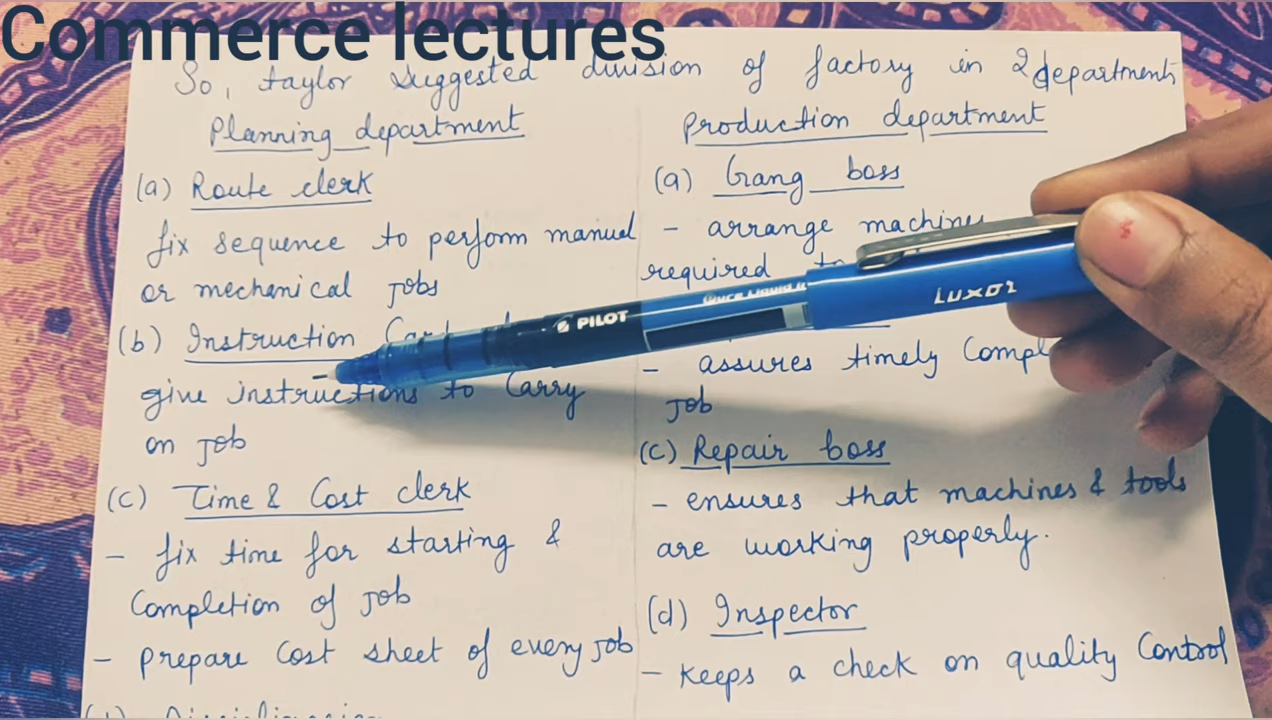 Commerce lectures
So, taylor suggested division of factory in 2 departments
Planning department
(a) Route clerk
fix sequence to perform manual
or mechanical jobs
(b) Instruction Card
give instructions to Carry
on job
(c) Time & Cost clerk
- fix time for starting &
Completion of job
- prepare Cost sheet of every job
Production department
(a) Gang boss
- arrange machines
required
- assures timely
job
(c) Repair boss
- ensures that machines & tools
are working properly.
(d) Inspector
- keeps a check on quality Control
PILOT
LUXOR